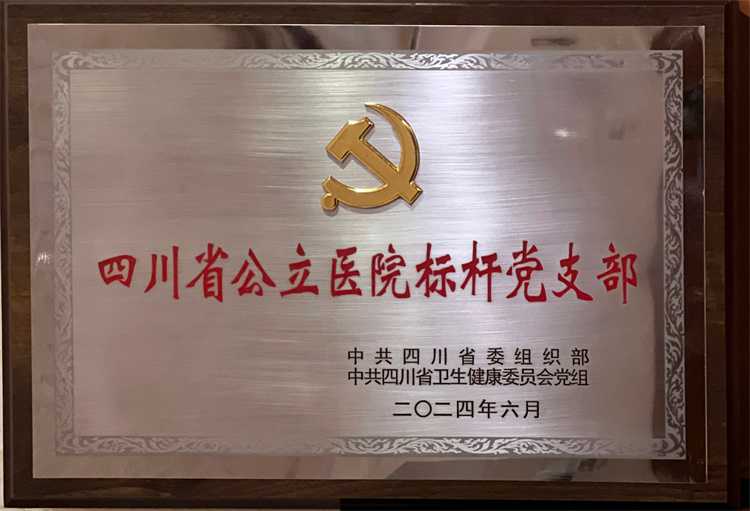 四川省公立医院标杆党支部
中共四川省委组织部
中共四川省卫生健康委员会党组
二〇二四年六月